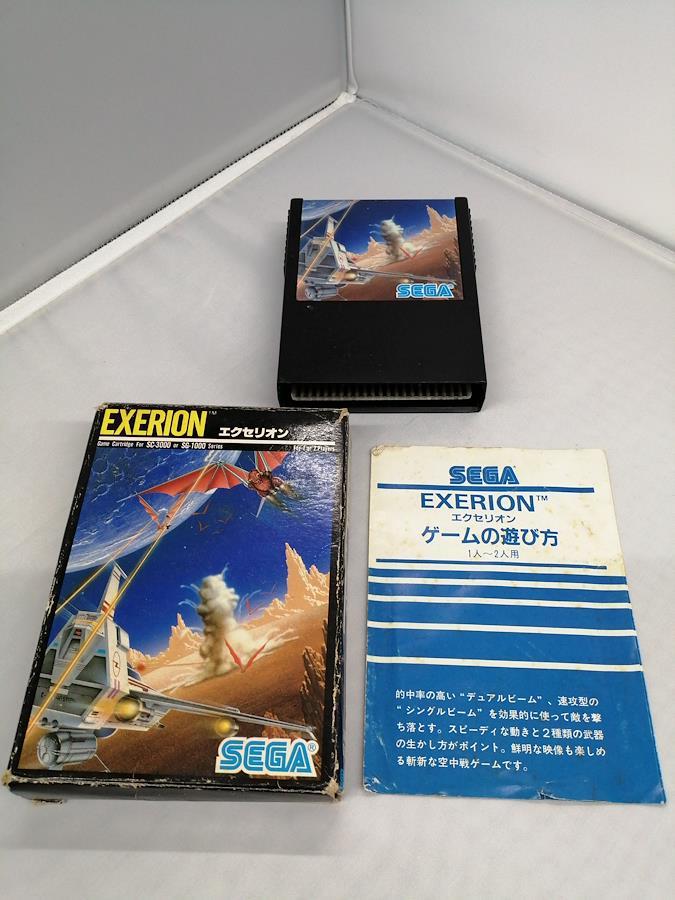 SEGA
EXERION™
エクセリオン
Game Cartridge For SC-3000 or SG-1000 Series
For 1 or 2 Players
SEGA®
SEGA
EXERION™
エクセリオン
ゲームの遊び方
1人～2人用
的中率の高い“デュアルビーム”、速攻型の
“シングルビーム”を効果的に使って敵を撃
ち落とす。スピーディな動きと2種類の武器
の生かし方がポイント。鮮明な映像も楽しめ
る斬新な空中戦ゲームです。